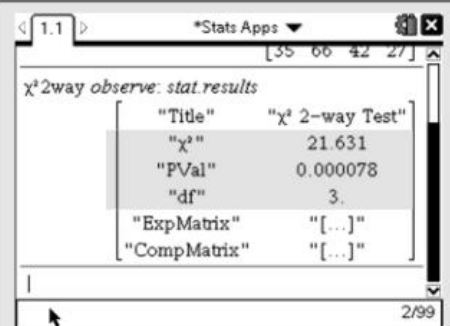 1.1 *Stats Apps
[35 66 42 27]
χ²2way observe: stat.results
"Title" "χ² 2-way Test"
"χ²" 21.631
"PVal" 0.000078
"df" 3.
"ExpMatrix" "[...]"
"CompMatrix" "[...]"
2/99